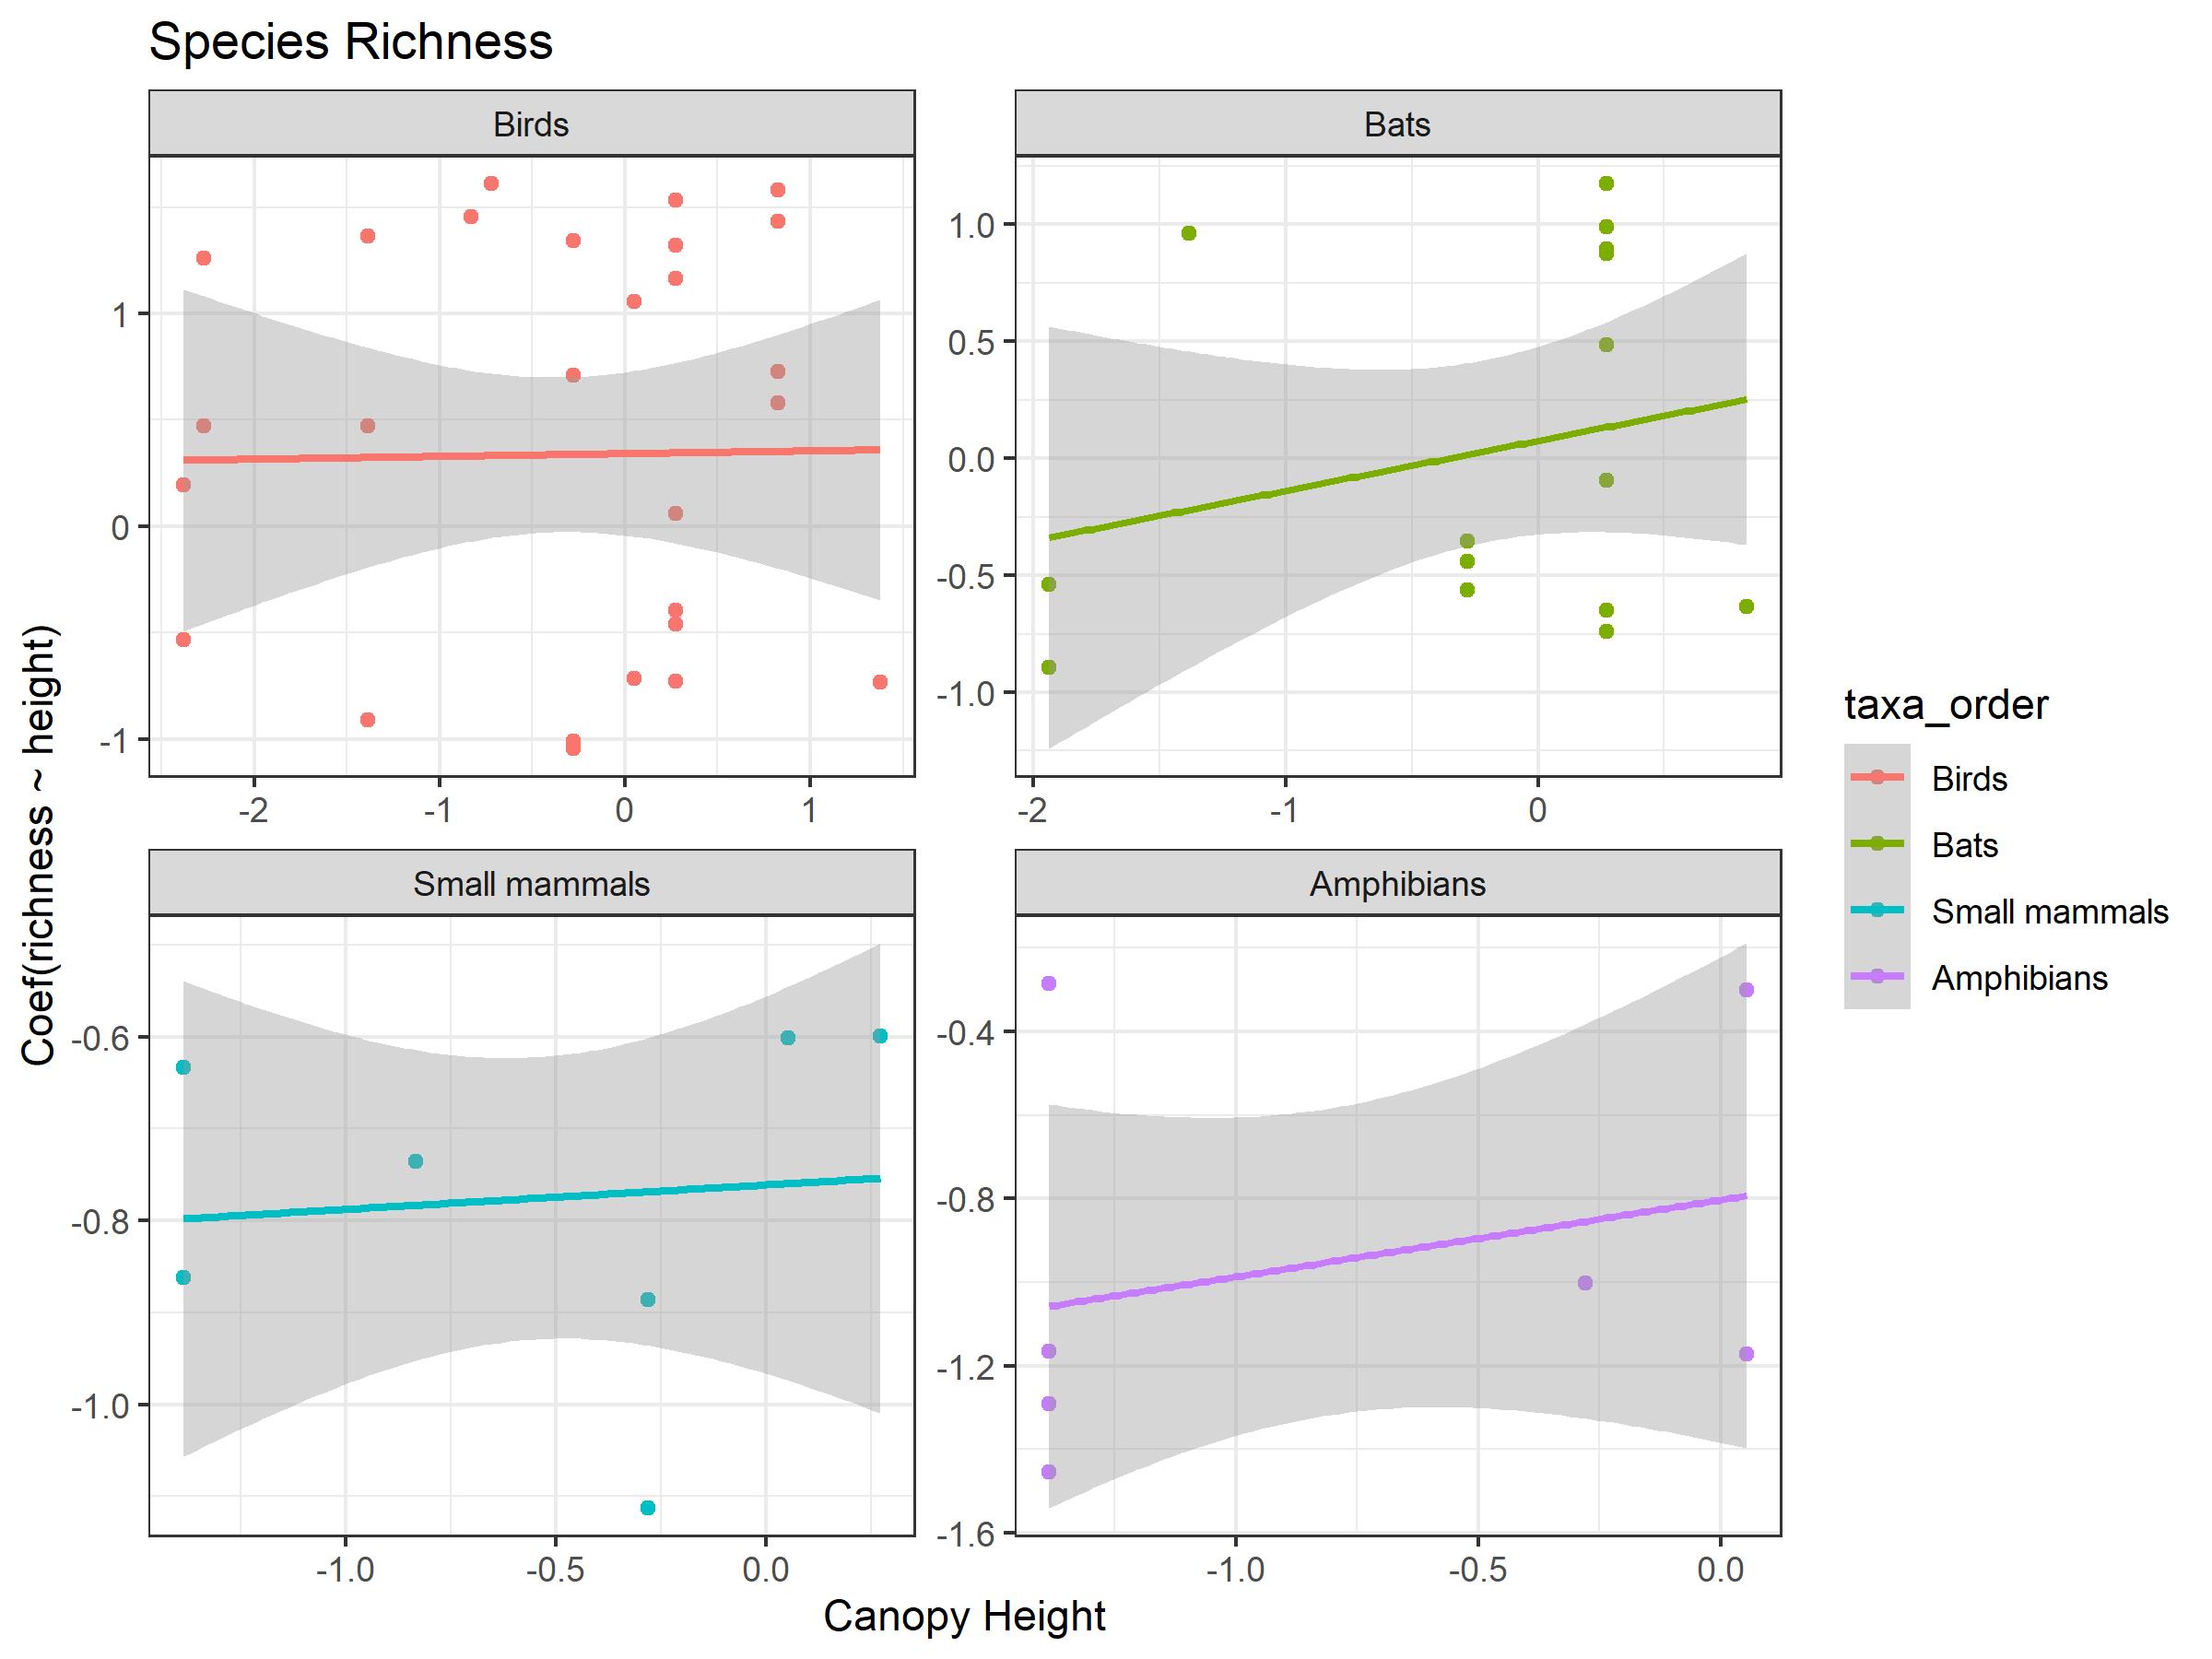 Species Richness
Birds
Bats
1
0
-1
1.0
0.5
0.0
-0.5
-1.0
-2
-1
0
1
-2
-1
0
Small mammals
Amphibians
-0.6
-0.8
-1.0
-0.4
-0.8
-1.2
-1.6
-1.0
-0.5
0.0
-1.0
-0.5
0.0
Canopy Height
Coef(richness ~ height)
taxa_order
Birds
Bats
Small mammals
Amphibians